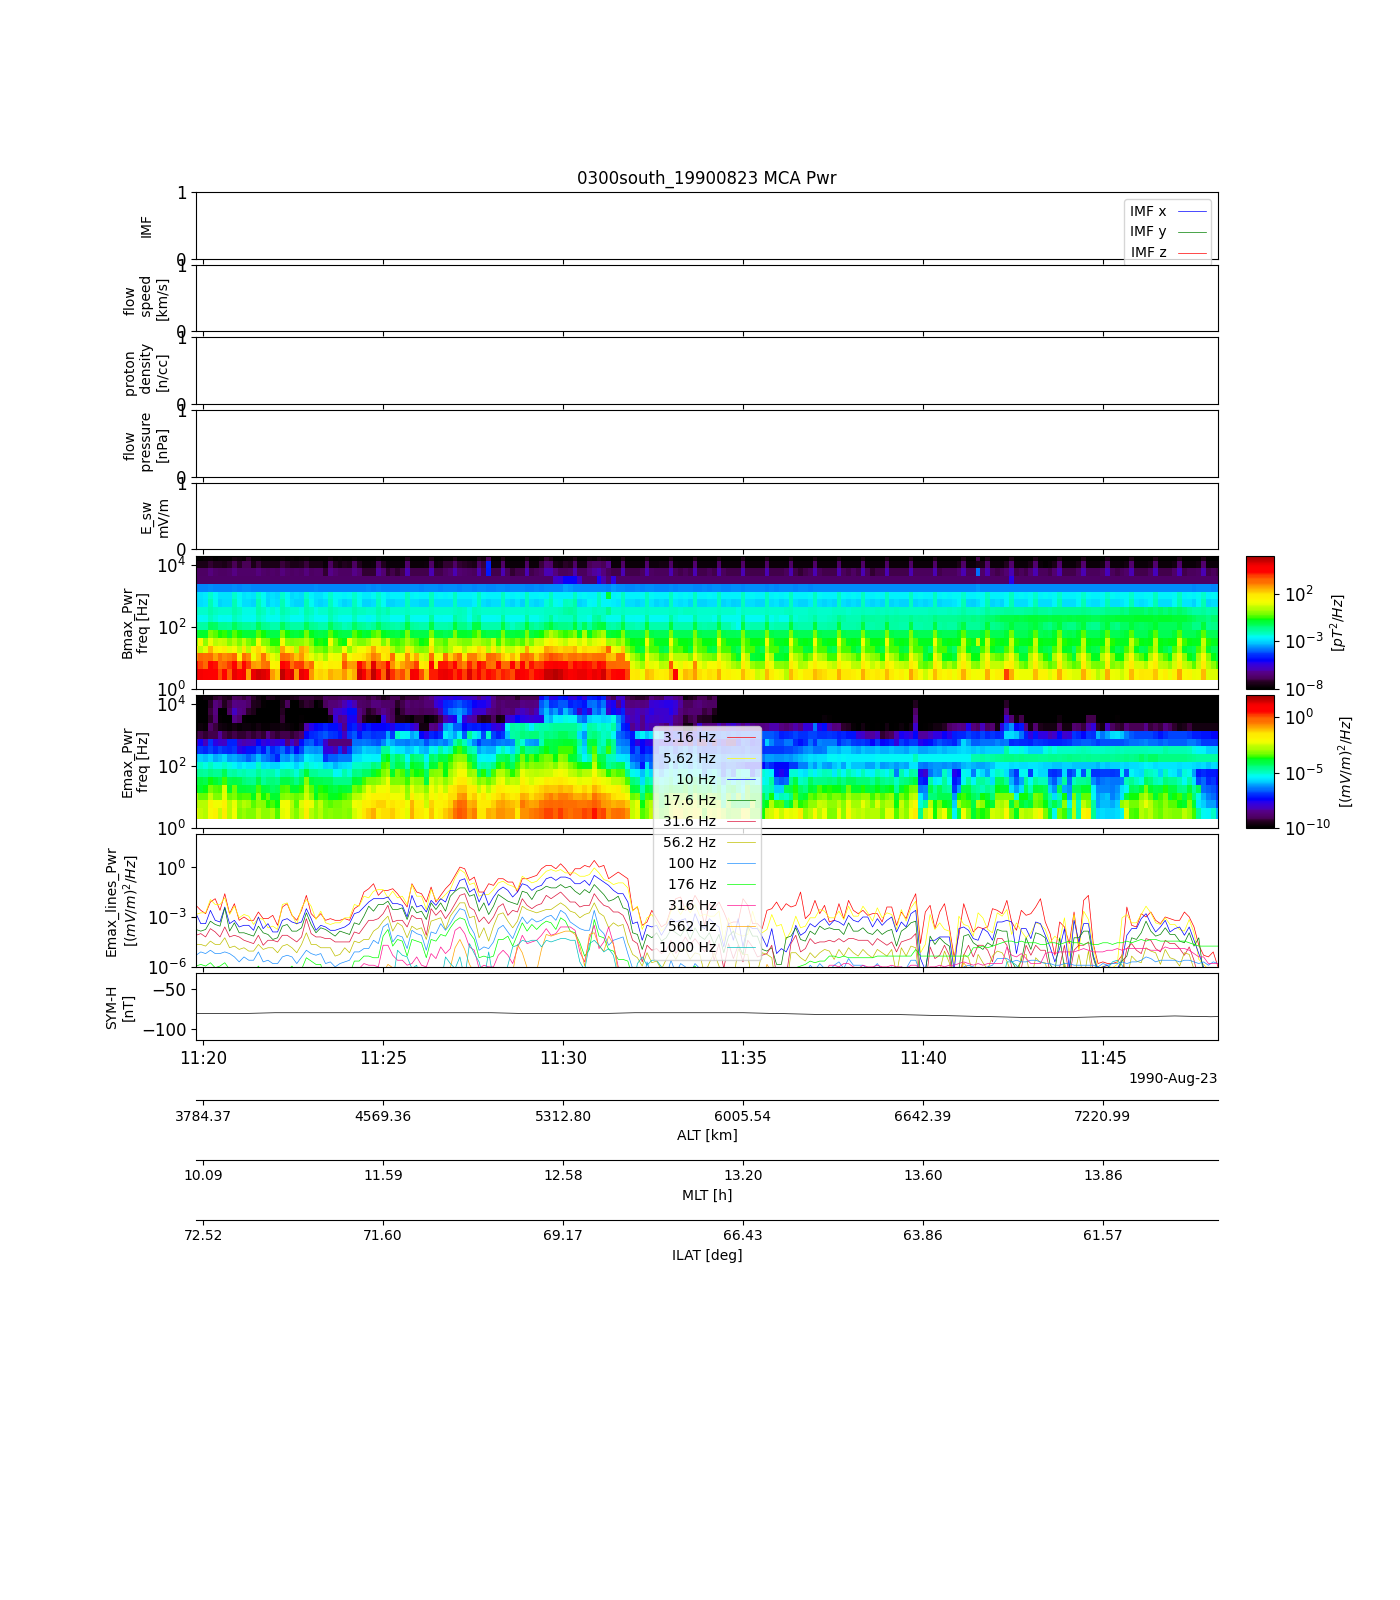 0300south_19900823 MCA Pwr
1
IMF
0
IMF x
IMF y
IMF z
1
flow
speed
[km/s]
0
1
proton
density
[n/cc]
0
1
flow
pressure
[nPa]
0
1
E_sw
mV/m
0
10^4
10^2
10^0
Bmax_Pwr
freq [Hz]
10^2
10^-3
10^-8
[pT^2/Hz]
10^4
10^2
10^0
Emax_Pwr
freq [Hz]
10^0
10^-5
10^-10
[(mV/m)^2/Hz]
3.16 Hz
5.62 Hz
10 Hz
17.6 Hz
31.6 Hz
56.2 Hz
100 Hz
176 Hz
316 Hz
562 Hz
1000 Hz
10^0
10^-3
10^-6
Emax_lines_Pwr
[(mV/m)^2/Hz]
−50
−100
SYM-H
[nT]
11:20 11:25 11:30 11:35 11:40 11:45
1990-Aug-23
3784.37 4569.36 5312.80 6005.54 6642.39 7220.99
ALT [km]
10.09 11.59 12.58 13.20 13.60 13.86
MLT [h]
72.52 71.60 69.17 66.43 63.86 61.57
ILAT [deg]